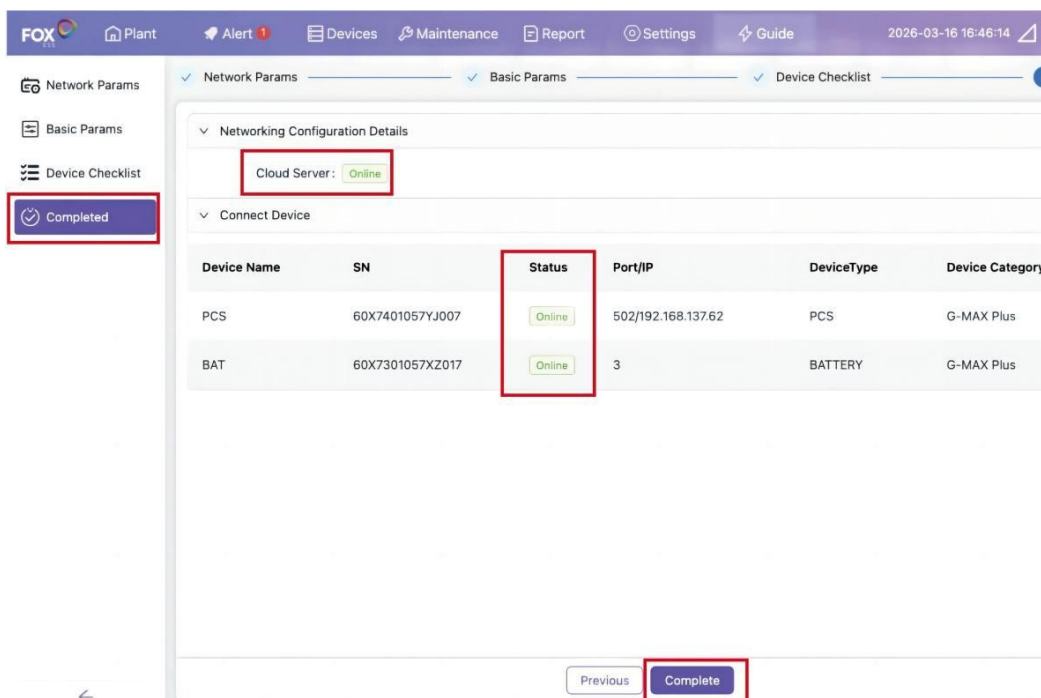 FOX ESS Plant Alert 1 Devices Maintenance Report Settings Guide 2026-03-16 16:46:14
Network Params
Basic Params
Device Checklist
Completed
Network Params Basic Params Device Checklist
Networking Configuration Details
Cloud Server: Online
Connect Device
Device Name SN Status Port/IP DeviceType Device Category
PCS 60X7401057YJ007 Online 502/192.168.137.62 PCS G-MAX Plus
BAT 60X7301057XZ017 Online 3 BATTERY G-MAX Plus
Previous Complete